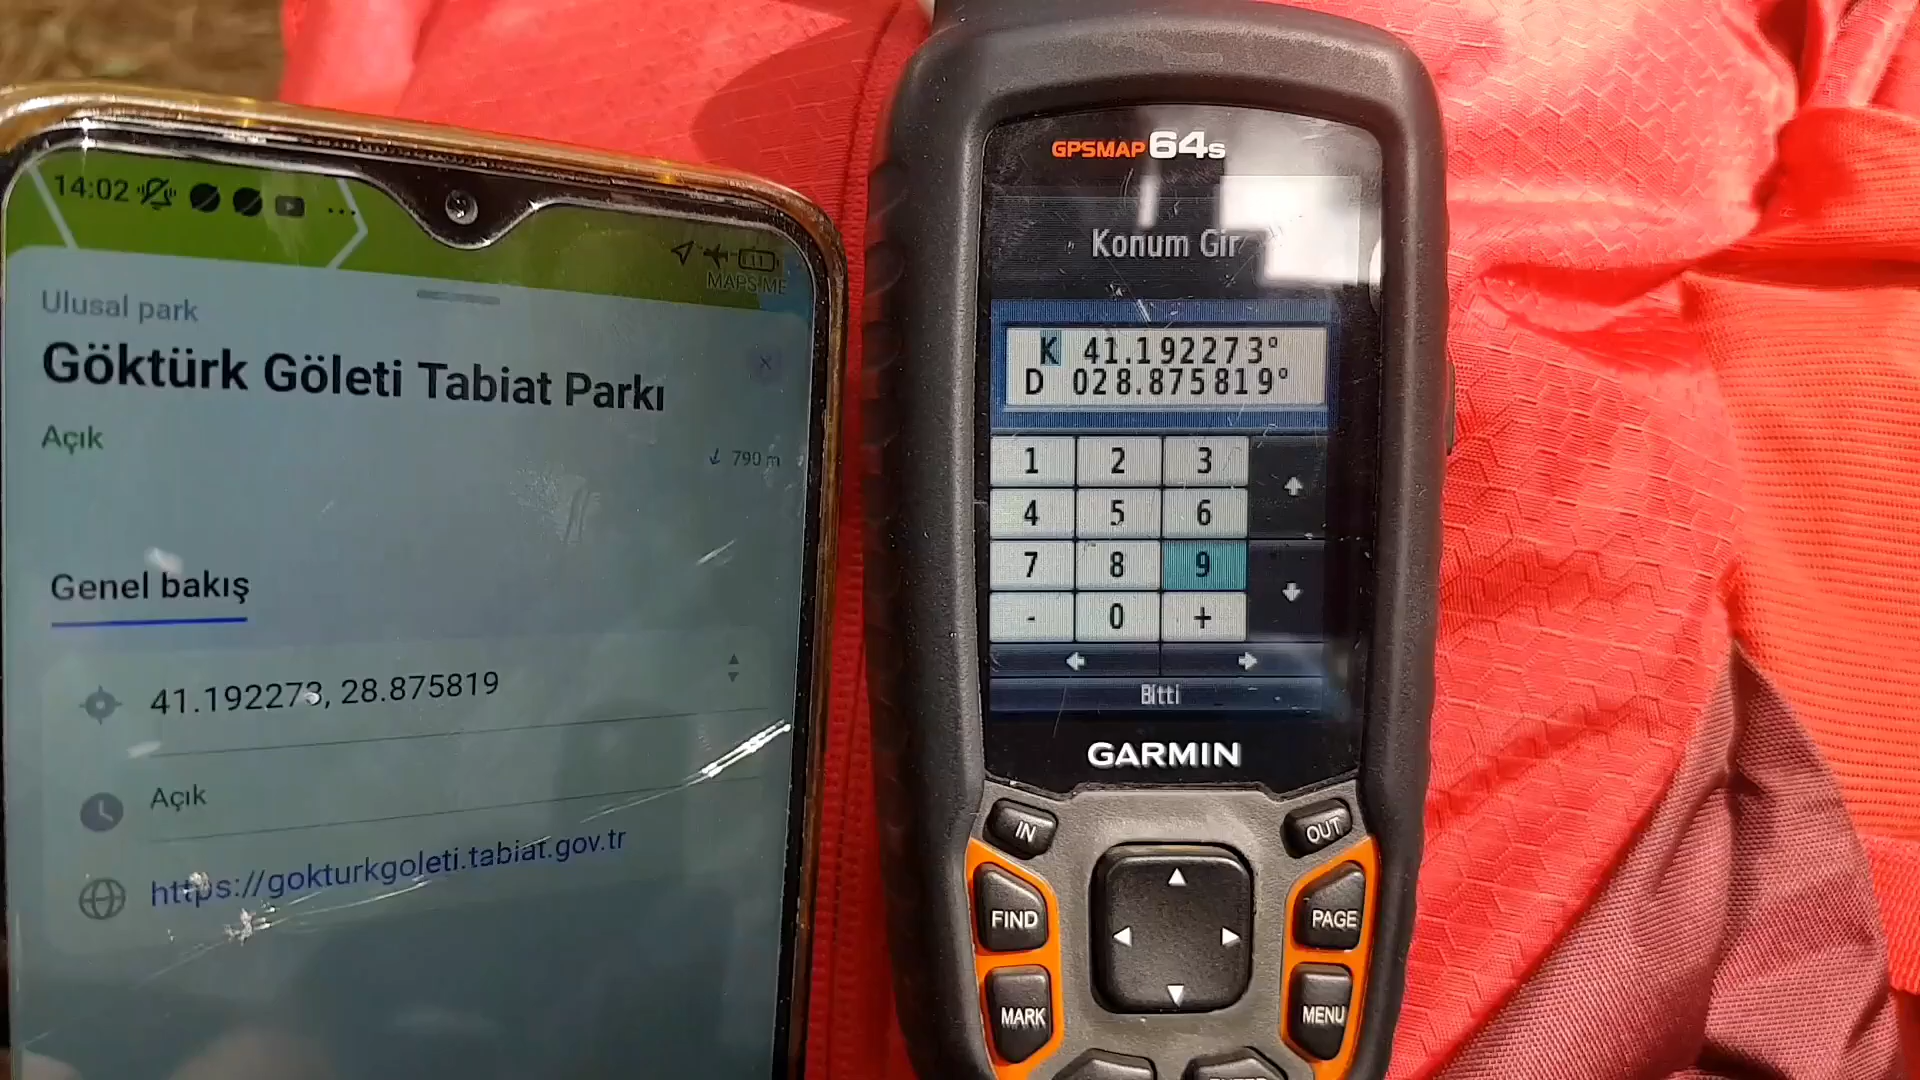 14:02
MAPS.ME
Ulusal park
Göktürk Göleti Tabiat Parkı
Açık
790 m
Genel bakış
41.192273, 28.875819
Açık
https://gokturkgoleti.tabiat.gov.tr
GPSMAP 64s
Konum Gir
K 41.192273°
D 028.875819°
1 2 3
4 5 6
7 8 9
- 0 +
Bitti
GARMIN
IN OUT
FIND PAGE
MARK MENU